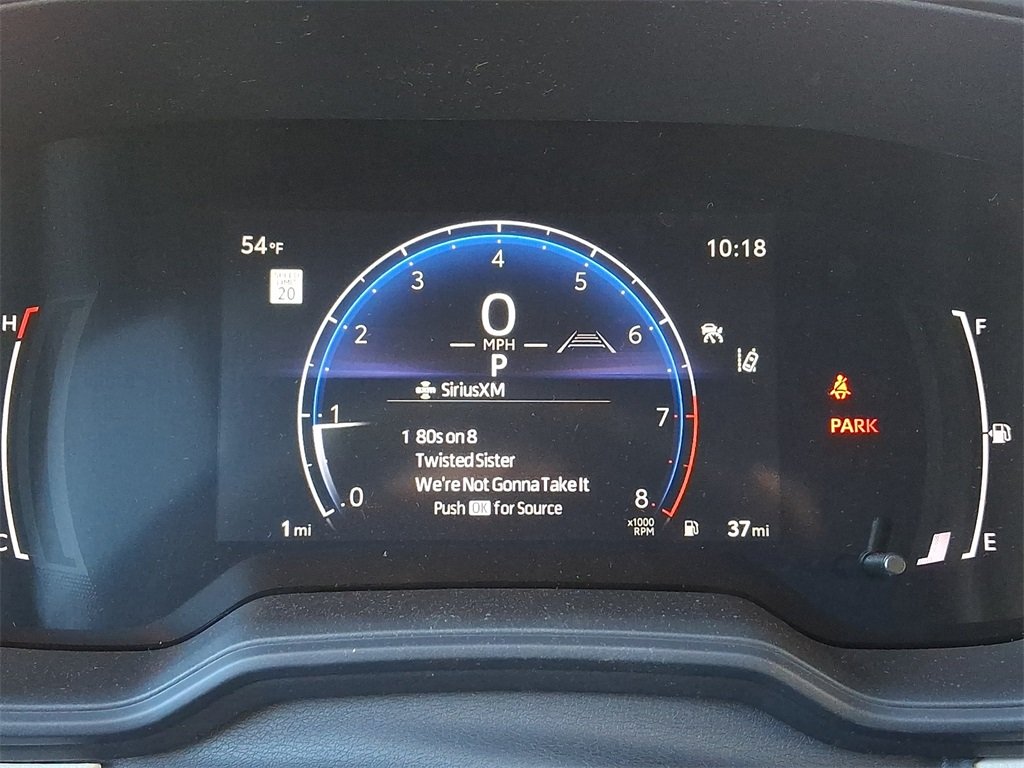 54°F
10:18
SPEED
LIMIT
20
4
3
5
0
2
6
MPH
P
SiriusXM
H
F
1
7
PARK
1 80s on 8
Twisted Sister
We're Not Gonna Take It
Push OK for Source
0
8
x1000
RPM
1 mi
37 mi
C
E